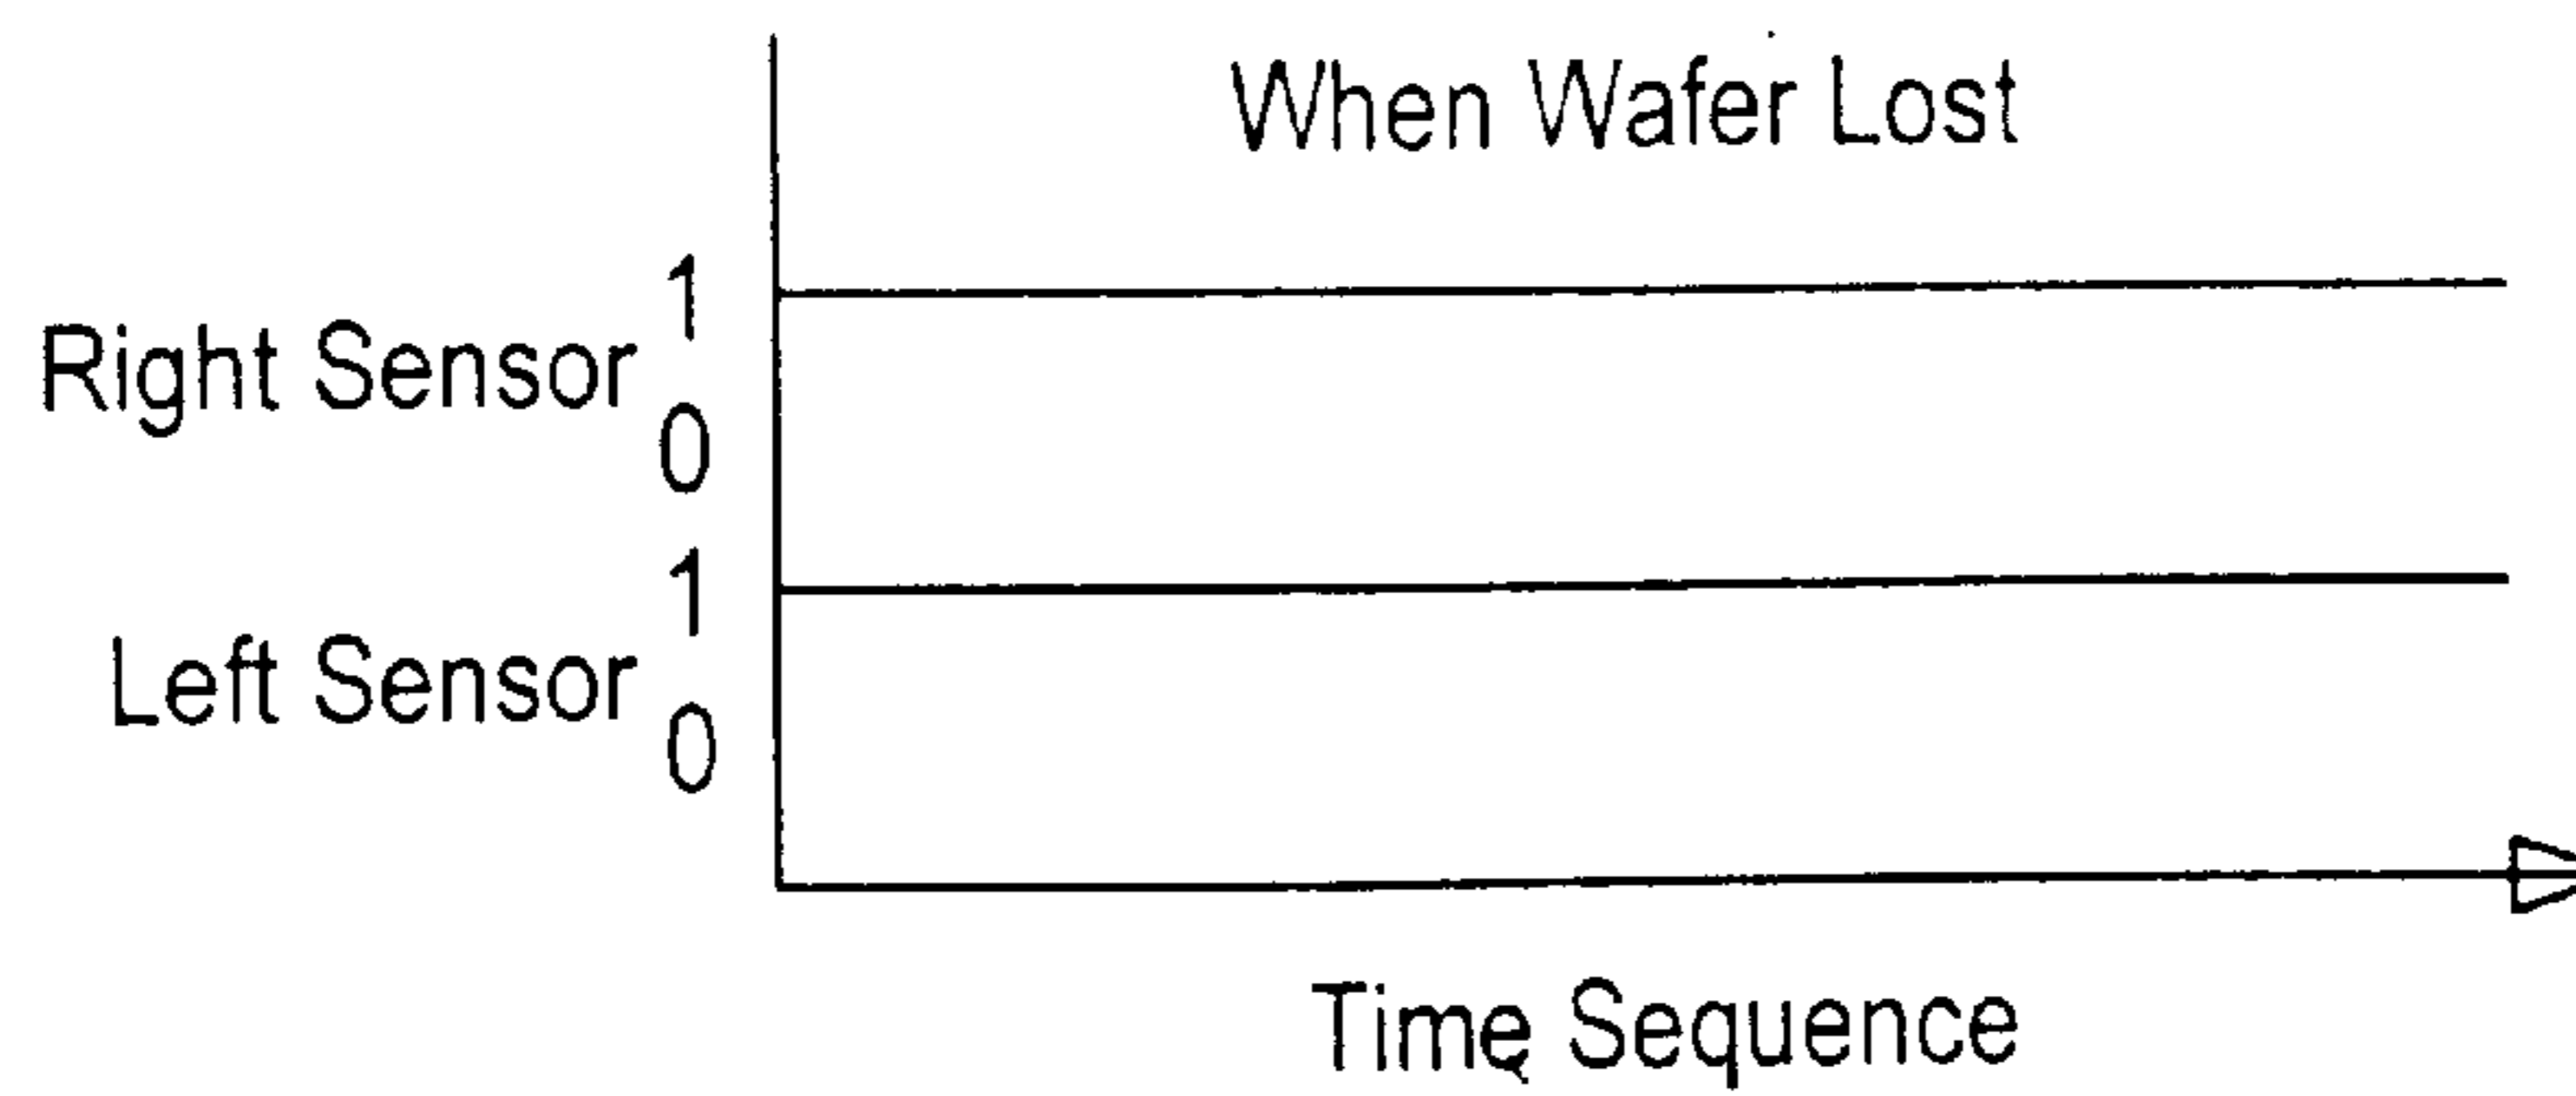 When Wafer Lost
1
Right Sensor
0
1
Left Sensor
0
Time Sequence